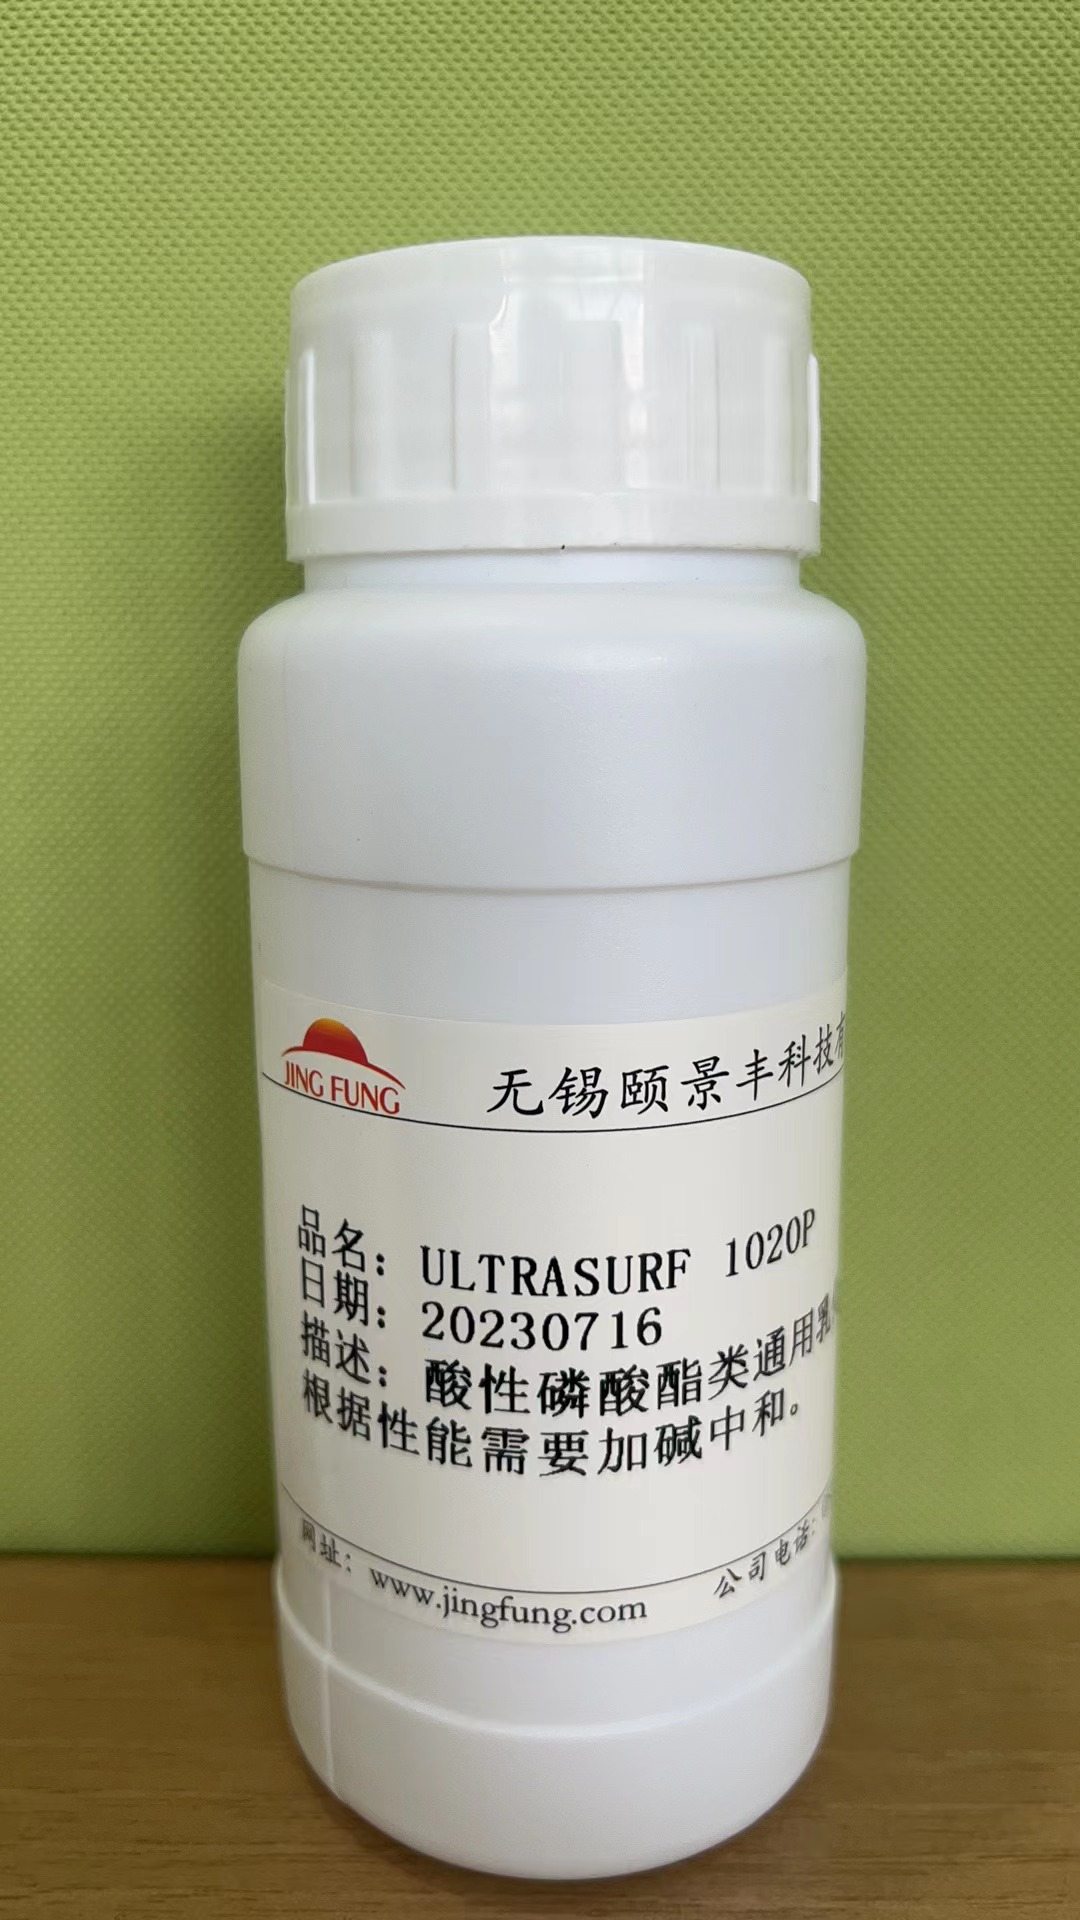 JING FUNG
无锡颐景丰科技有
品名：ULTRASURF 1020P
日期：20230716
描述：酸性磷酸酯类通用乳
根据性能需要加碱中和。
网址：www.jingfung.com
公司电话：